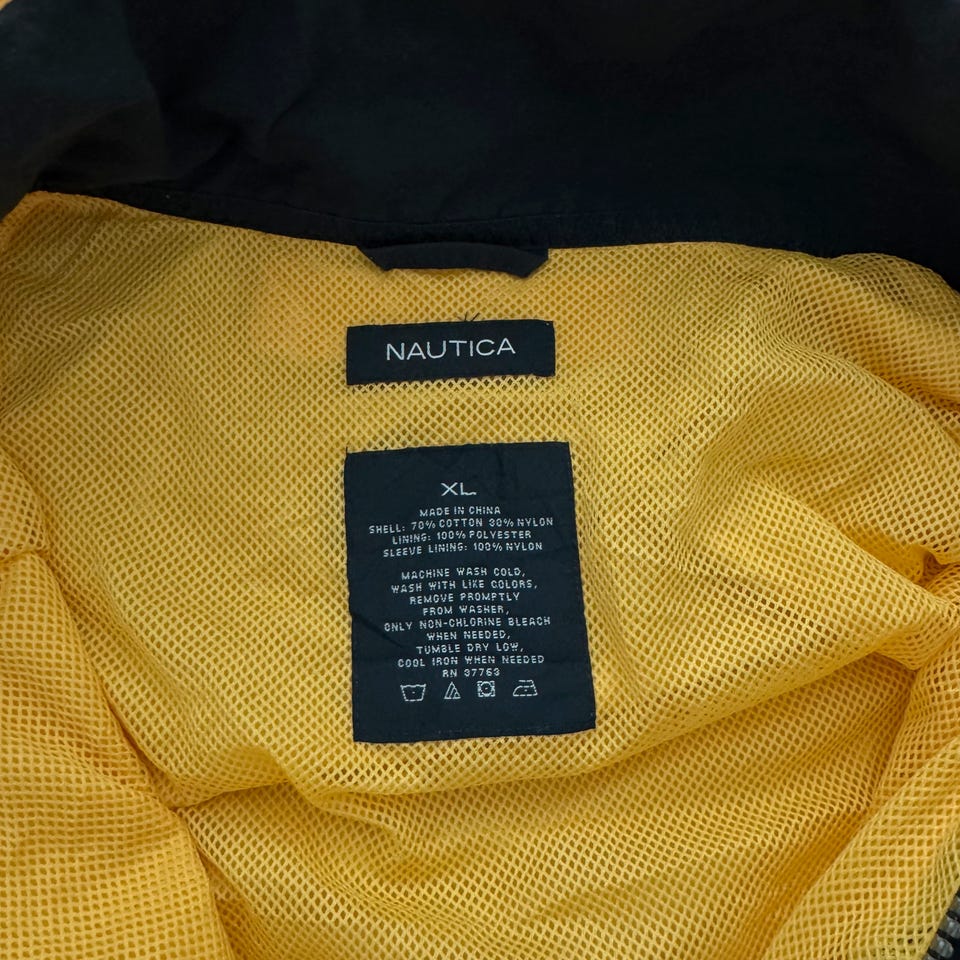 NAUTICA
XL
MADE IN CHINA
SHELL: 70% COTTON 30% NYLON
LINING: 100% POLYESTER
SLEEVE LINING: 100% NYLON
MACHINE WASH COLD,
WASH WITH LIKE COLORS,
REMOVE PROMPTLY
FROM WASHER,
ONLY NON-CHLORINE BLEACH
WHEN NEEDED,
TUMBLE DRY LOW,
COOL IRON WHEN NEEDED
RN 37763